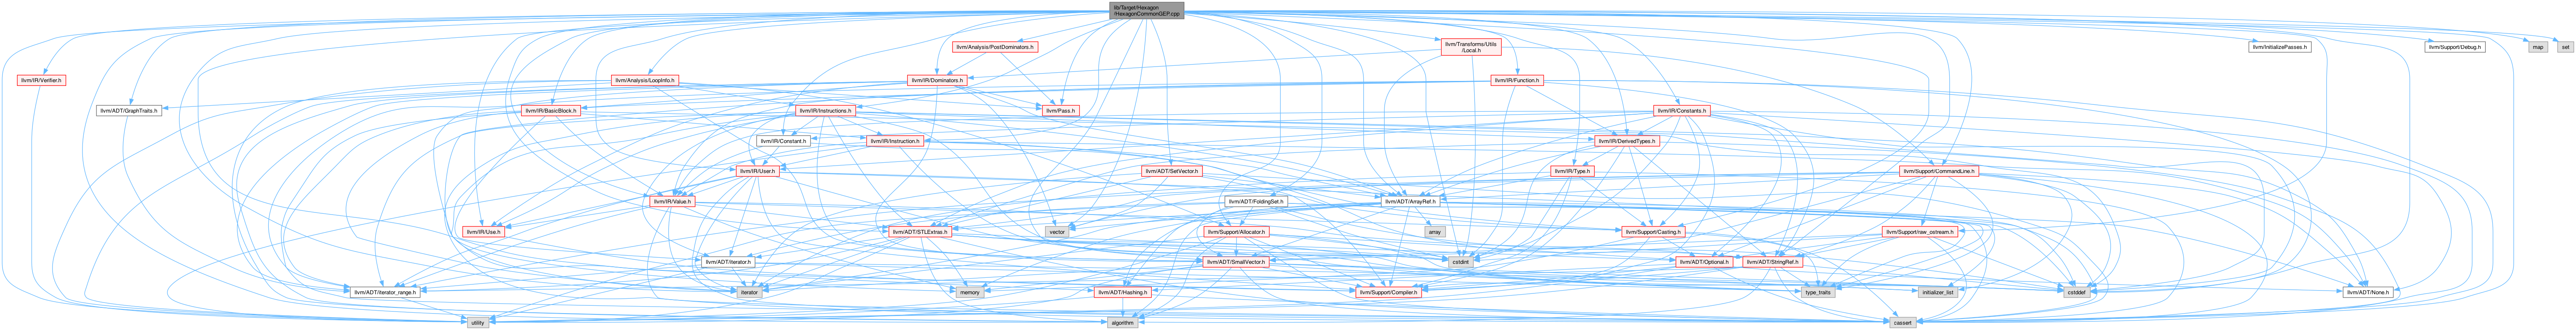 lib/Target/Hexagon
/HexagonCommonGEP.cpp
llvm/Analysis/PostDominators.h
llvm/Transforms/Utils
/Local.h
llvm/InitializePasses.h
llvm/Support/Debug.h
map
set
llvm/IR/Verifier.h
llvm/Analysis/LoopInfo.h
llvm/IR/Dominators.h
llvm/IR/Function.h
llvm/ADT/GraphTraits.h
llvm/IR/BasicBlock.h
llvm/IR/Instructions.h
llvm/Pass.h
llvm/IR/Constants.h
llvm/IR/Constant.h
llvm/IR/Instruction.h
llvm/IR/DerivedTypes.h
llvm/IR/User.h
llvm/ADT/SetVector.h
llvm/IR/Type.h
llvm/Support/CommandLine.h
llvm/IR/Value.h
llvm/ADT/FoldingSet.h
llvm/ADT/ArrayRef.h
llvm/IR/Use.h
llvm/ADT/STLExtras.h
vector
llvm/Support/Allocator.h
array
llvm/Support/Casting.h
llvm/Support/raw_ostream.h
llvm/ADT/iterator.h
llvm/ADT/SmallVector.h
cstdint
llvm/ADT/Optional.h
llvm/ADT/StringRef.h
llvm/ADT/iterator_range.h
iterator
memory
llvm/ADT/Hashing.h
llvm/Support/Compiler.h
type_traits
initializer_list
cstddef
llvm/ADT/None.h
utility
algorithm
cassert